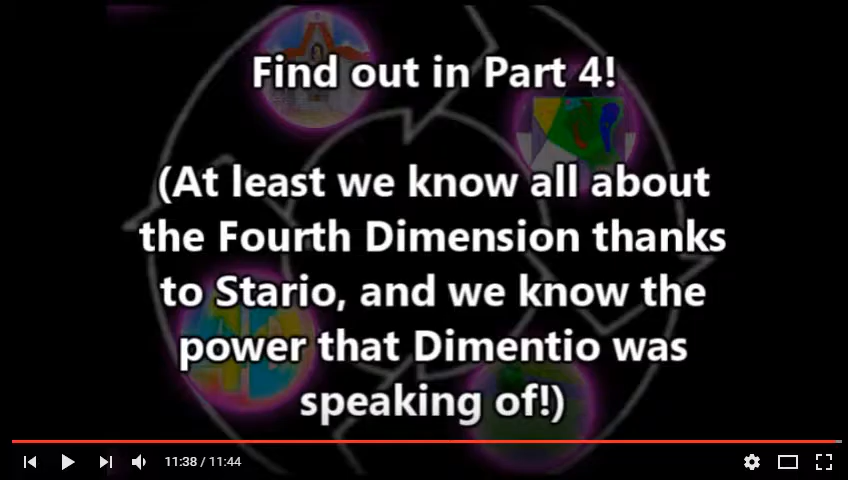 Find out in Part 4!
(At least we know all about
the Fourth Dimension thanks
to Stario, and we know the
power that Dimentio was
speaking of!)
11:38 / 11:44